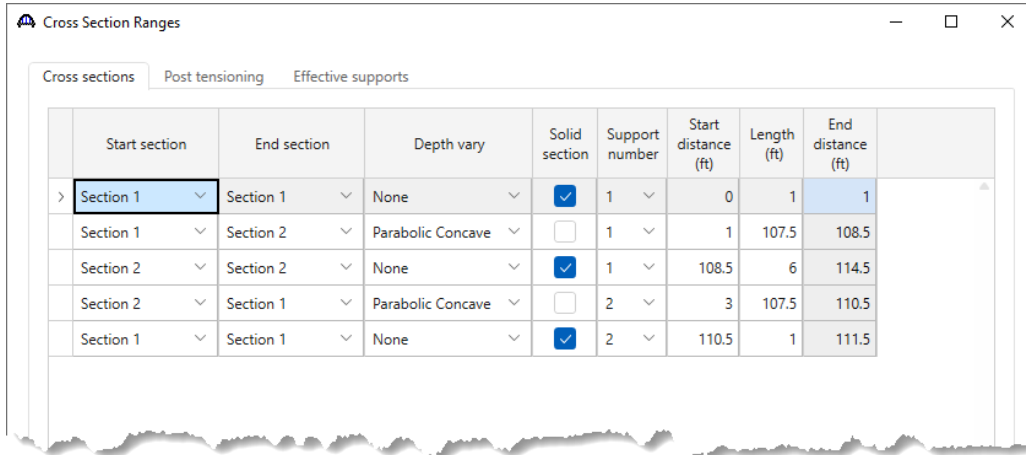 Cross Section Ranges
Cross sections Post tensioning Effective supports
Start section End section Depth vary Solid section Support number Start distance (ft) Length (ft) End distance (ft)
Section 1 Section 1 None 1 0 1 1
Section 1 Section 2 Parabolic Concave 1 1 107.5 108.5
Section 2 Section 2 None 1 108.5 6 114.5
Section 2 Section 1 Parabolic Concave 2 3 107.5 110.5
Section 1 Section 1 None 2 110.5 1 111.5